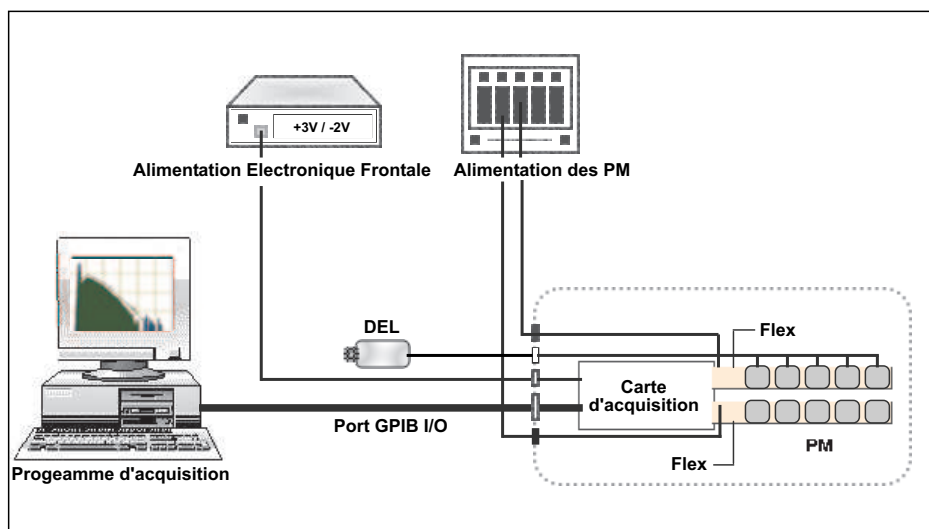 +3V / -2V
Alimentation Electronique Frontale
Alimentation des PM
DEL
Flex
Carte
d'acquisition
Port GPIB I/O
PM
Flex
Progeamme d'acquisition